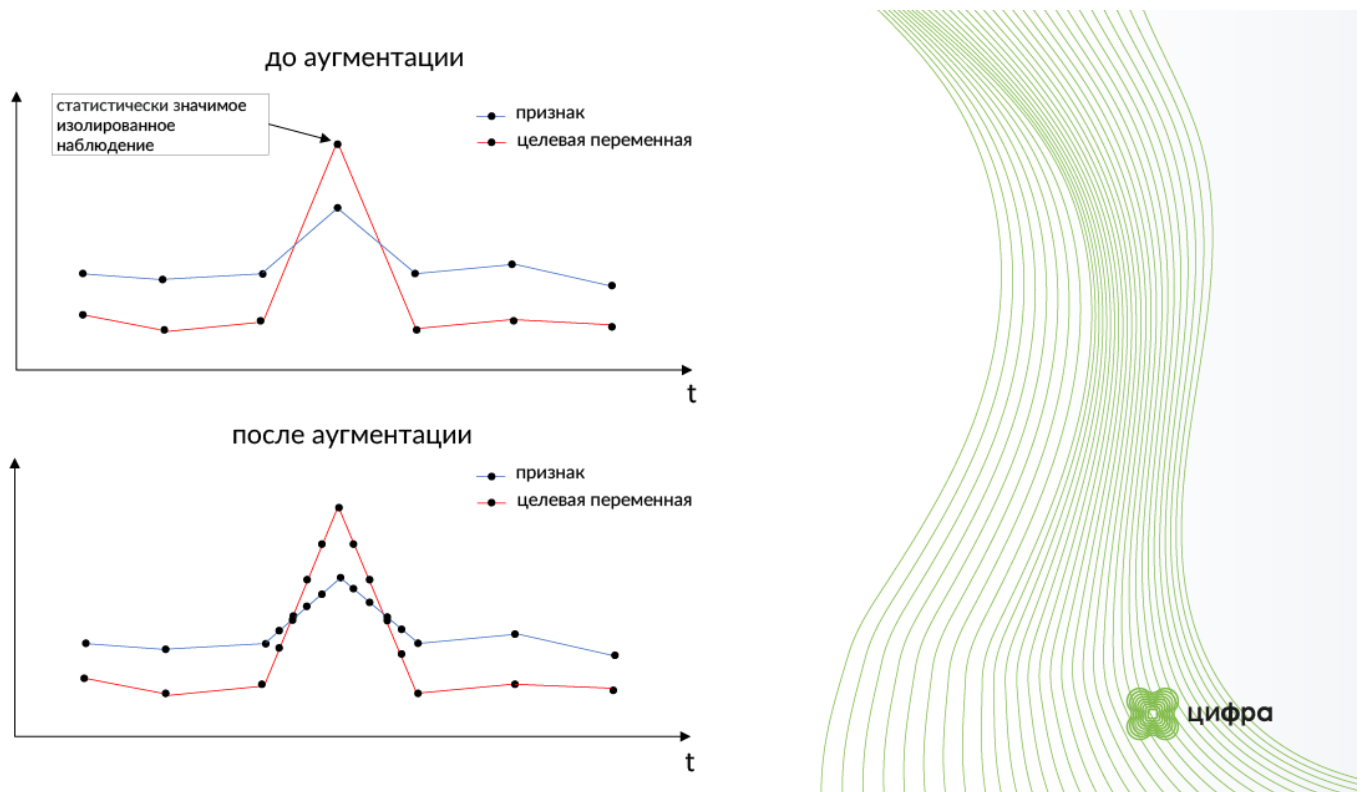 до аугментации
статистически значимое
изолированное
наблюдение
признак
целевая переменная
t
после аугментации
признак
целевая переменная
t
цифра